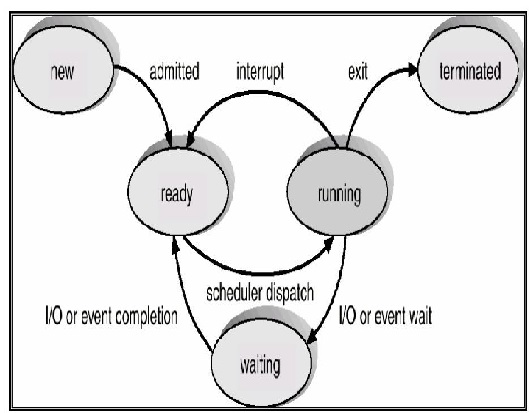 new
admitted
interrupt
exit
terminated
ready
running
scheduler dispatch
I/O or event completion
I/O or event wait
waiting